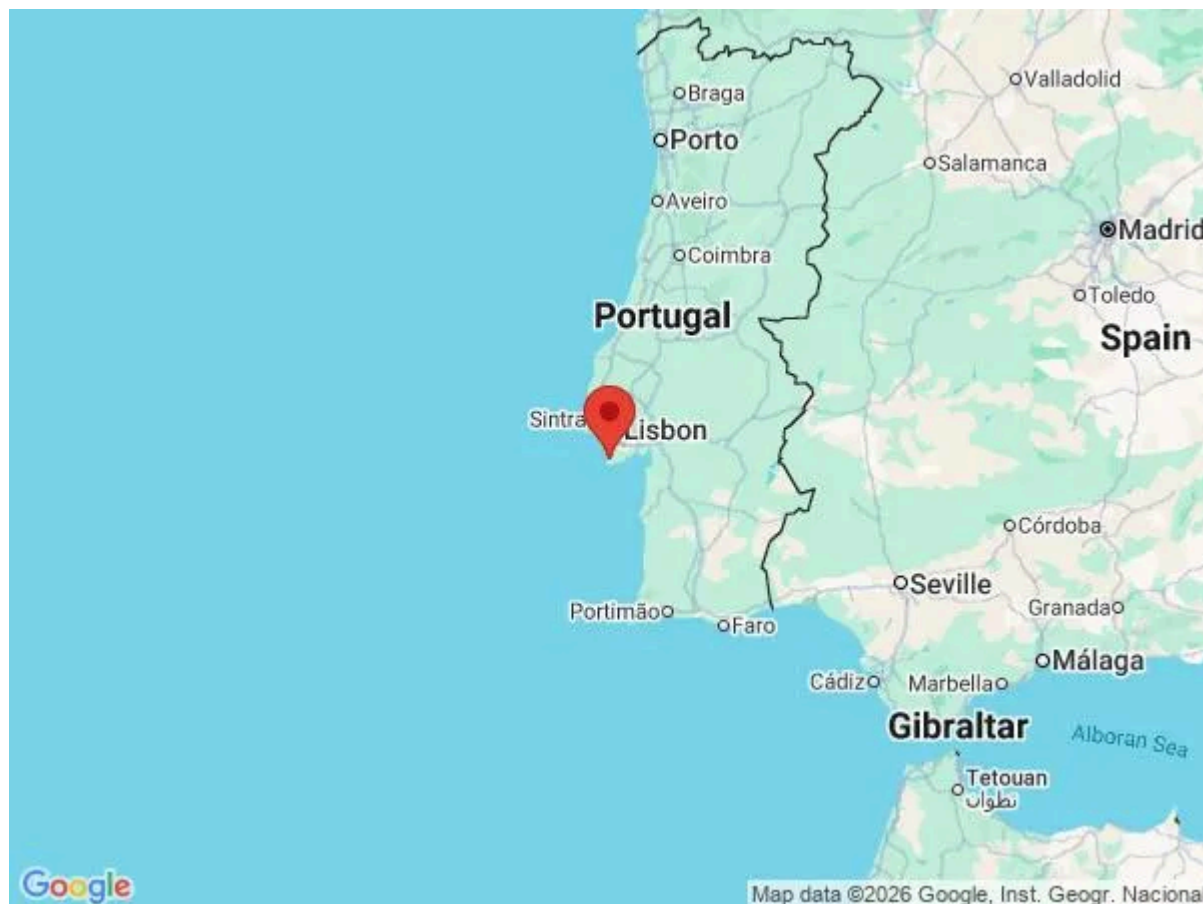 Braga
Valladolid
Porto
Salamanca
Aveiro
Madrid
Coimbra
Toledo
Portugal
Spain
Sintra
Lisbon
Córdoba
Seville
Portimão
Granada
Faro
Málaga
Cádiz
Marbella
Gibraltar
Alboran Sea
Tetouan
تطوان
Google
Map data ©2026 Google, Inst. Geogr. Nacional